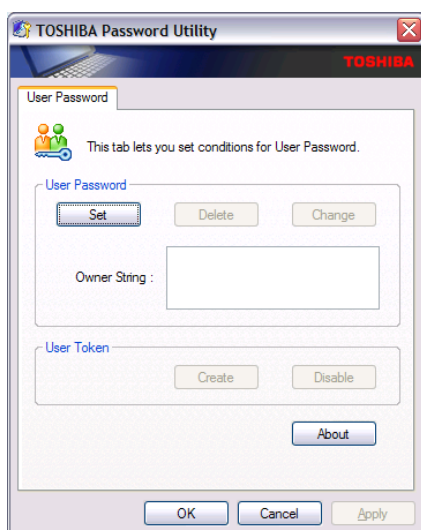 TOSHIBA Password Utility
TOSHIBA
User Password
This tab lets you set conditions for User Password.
User Password
Set Delete Change
Owner String :
User Token
Create Disable
About
OK Cancel Apply